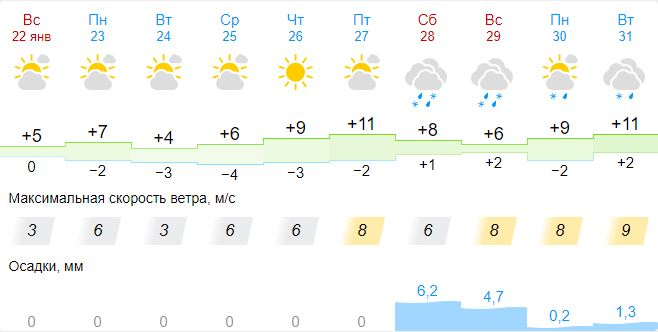 Вс Пн Вт Ср Чт Пт Сб Вс Пн Вт
22 янв 23 24 25 26 27 28 29 30 31
+5 +7 +4 +6 +9 +11 +8 +6 +9 +11
0 −2 −3 −4 −3 −2 +1 +2 −2 +2
Максимальная скорость ветра, м/с
3 6 3 6 6 8 6 8 8 9
Осадки, мм
0 0 0 0 0 0 6,2 4,7 0,2 1,3